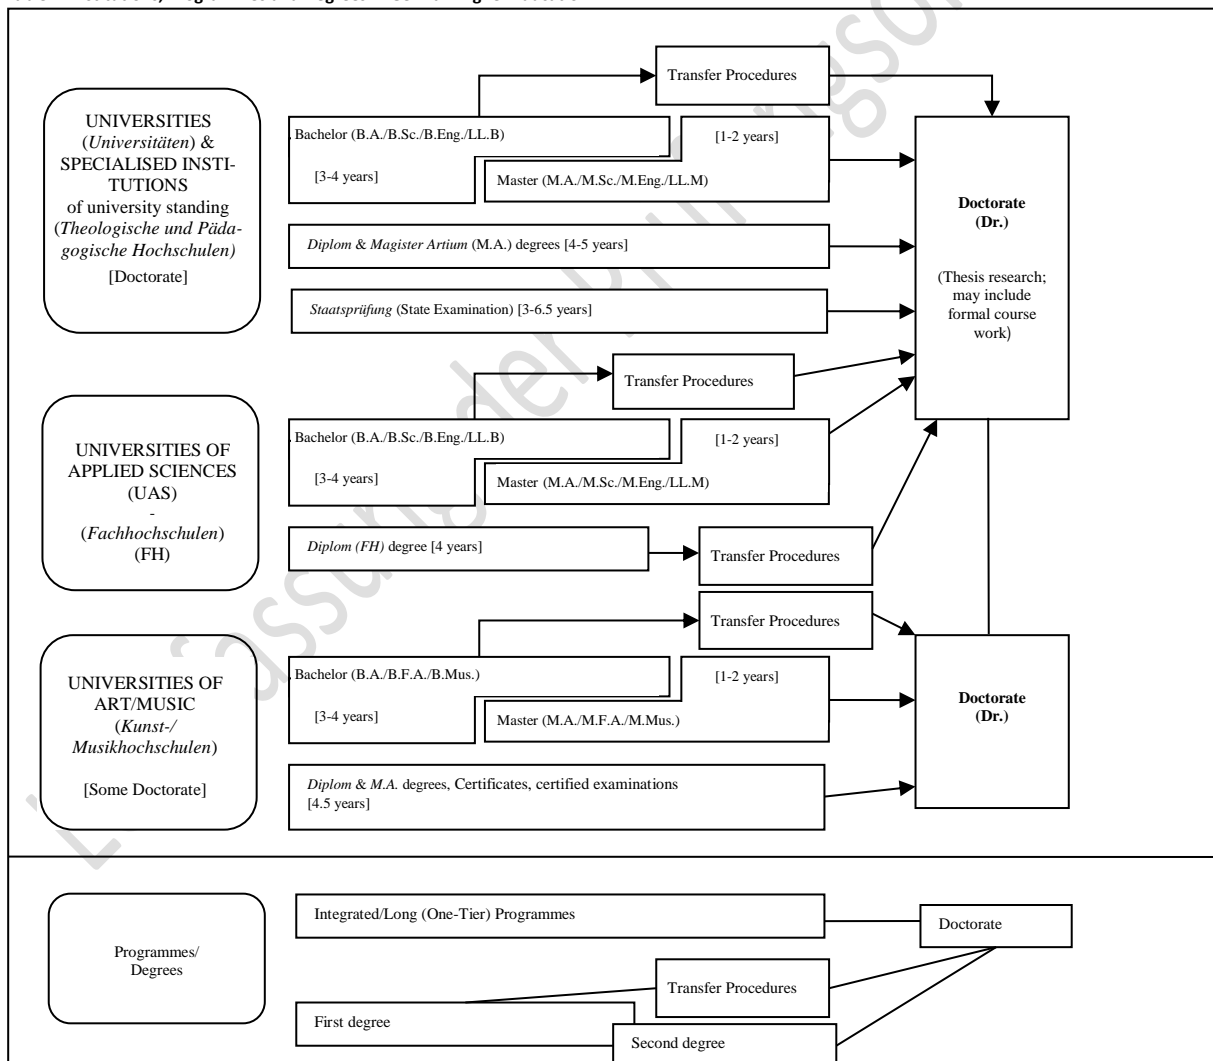 Transfer Procedures
UNIVERSITIES
(Universitäten) &
SPECIALISED INSTI-
TUTIONS
of university standing
(Theologische und Päda-
gogische Hochschulen)
[Doctorate]
Bachelor (B.A./B.Sc./B.Eng./LL.B)
[3-4 years]
[1-2 years]
Master (M.A./M.Sc./M.Eng./LL.M)
Diplom & Magister Artium (M.A.) degrees [4-5 years]
Staatsprüfung (State Examination) [3-6.5 years]
Doctorate
(Dr.)
(Thesis research;
may include
formal course
work)
Transfer Procedures
UNIVERSITIES OF
APPLIED SCIENCES
(UAS)
-
(Fachhochschulen)
(FH)
Bachelor (B.A./B.Sc./B.Eng./LL.B)
[3-4 years]
[1-2 years]
Master (M.A./M.Sc./M.Eng./LL.M)
Diplom (FH) degree [4 years]
Transfer Procedures
Transfer Procedures
UNIVERSITIES OF
ART/MUSIC
(Kunst-/
Musikhochschulen)
[Some Doctorate]
Bachelor (B.A./B.F.A./B.Mus.)
[3-4 years]
[1-2 years]
Master (M.A./M.F.A./M.Mus.)
Diplom & M.A. degrees, Certificates, certified examinations
[4.5 years]
Doctorate
(Dr.)
Programmes/
Degrees
Integrated/Long (One-Tier) Programmes
Doctorate
Transfer Procedures
First degree
Second degree